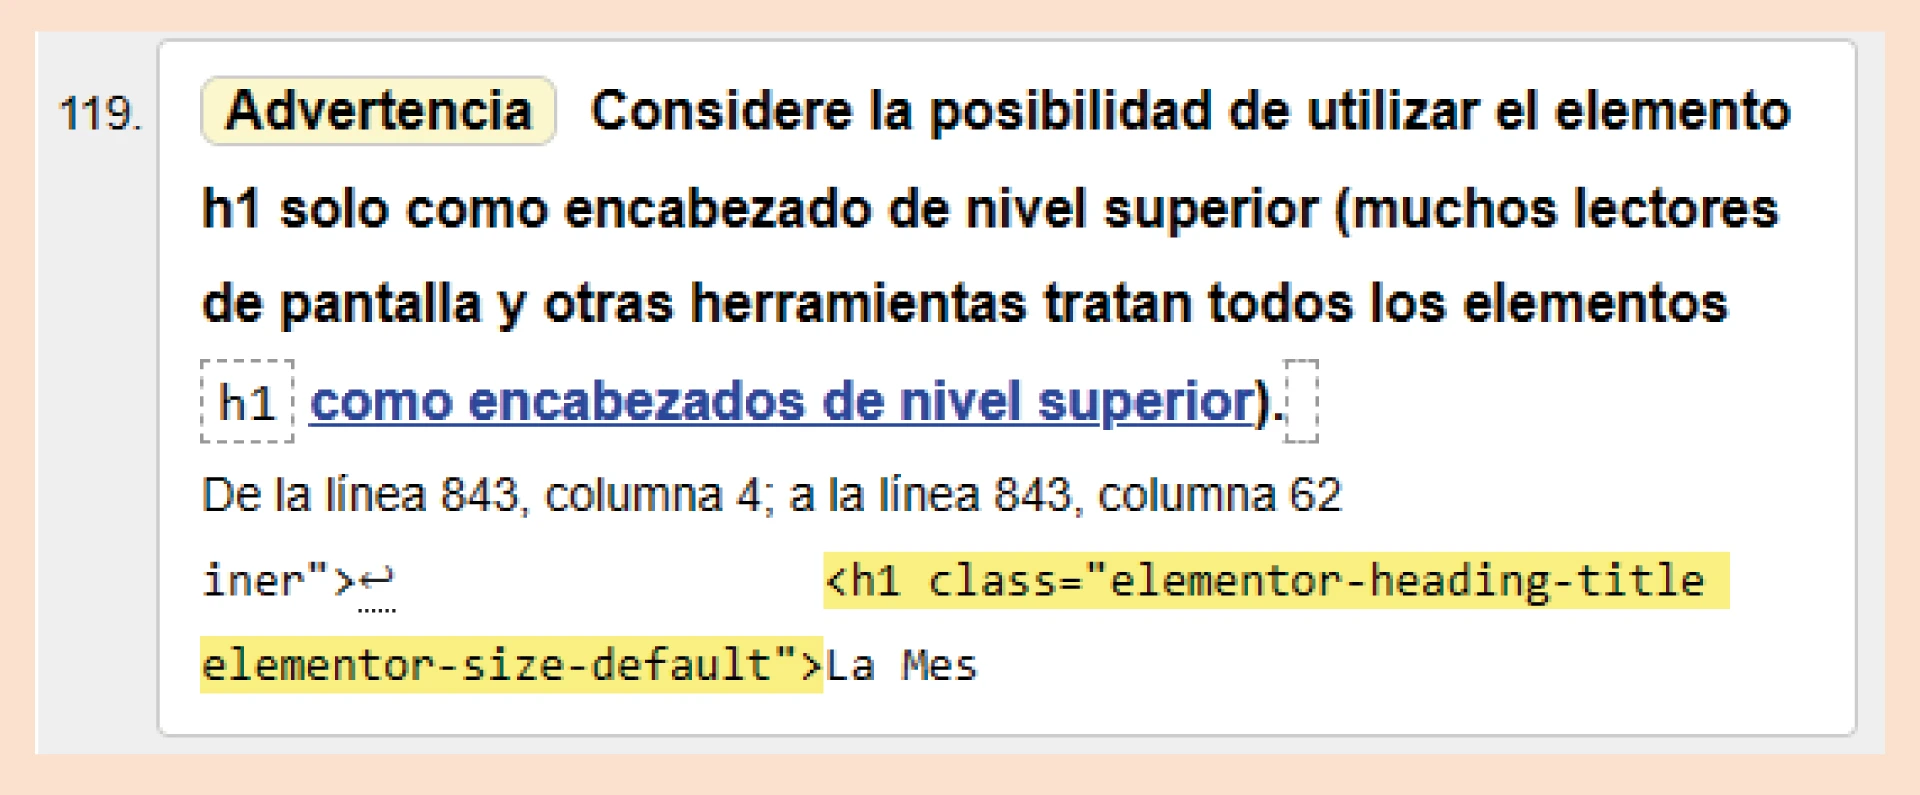 119. Advertencia Considere la posibilidad de utilizar el elemento
h1 solo como encabezado de nivel superior (muchos lectores
de pantalla y otras herramientas tratan todos los elementos
h1 como encabezados de nivel superior).
De la línea 843, columna 4; a la línea 843, columna 62
iner">↩ <h1 class="elementor-heading-title
elementor-size-default">La Mes